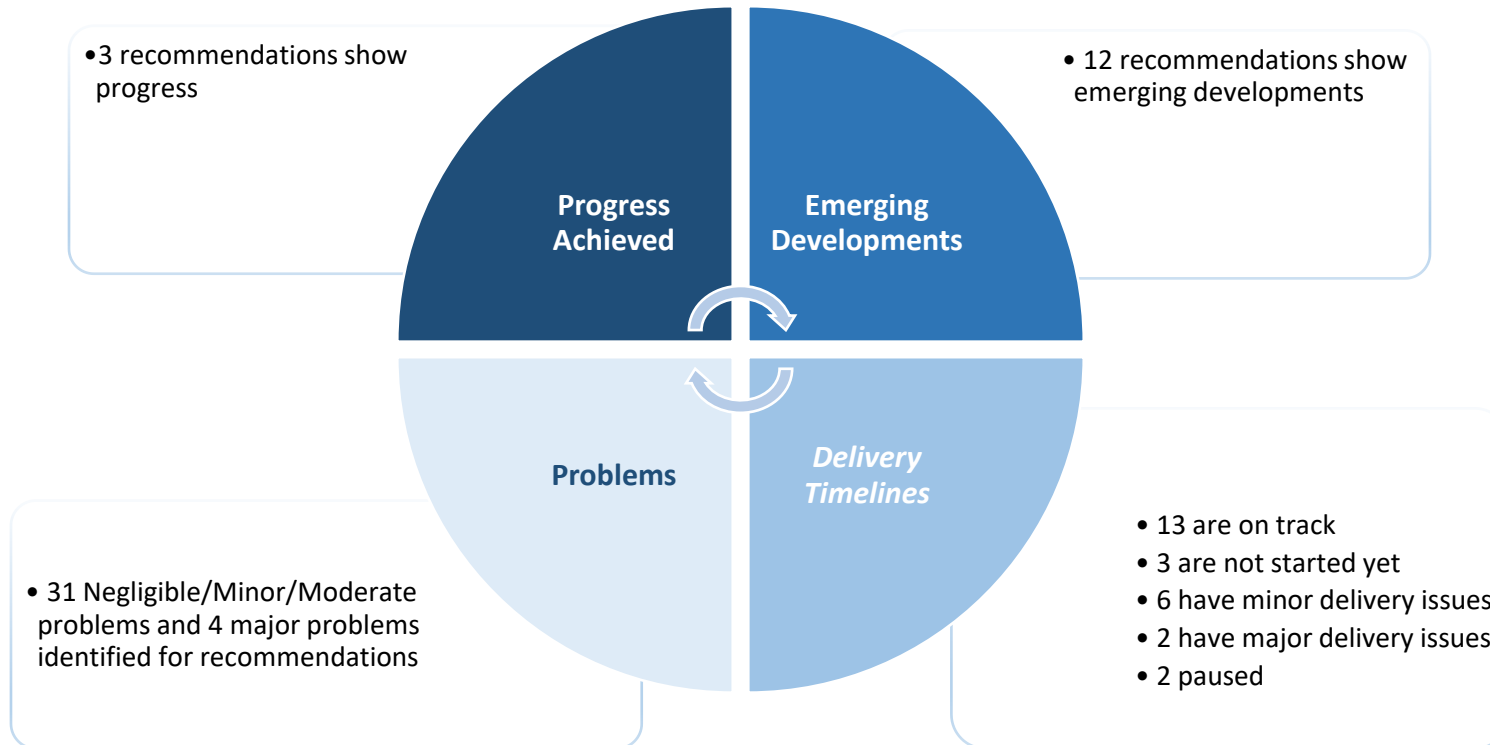 •3 recommendations show
progress
• 12 recommendations show
emerging developments
Progress
Achieved
Emerging
Developments
Problems
Delivery
Timelines
• 31 Negligible/Minor/Moderate
problems and 4 major problems
identified for recommendations
• 13 are on track
• 3 are not started yet
• 6 have minor delivery issues
• 2 have major delivery issues
• 2 paused